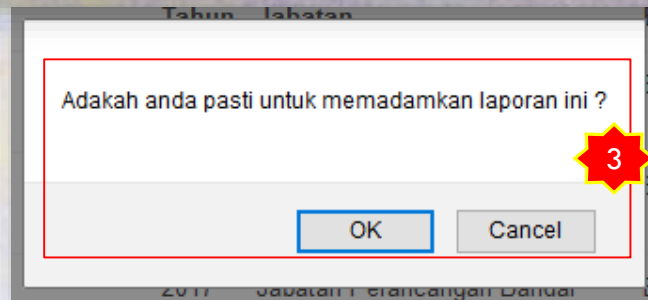 Tahun Jabatan
Adakah anda pasti untuk memadamkan laporan ini ?
3
OK Cancel
2017 Jabatan Perancangan Bandar